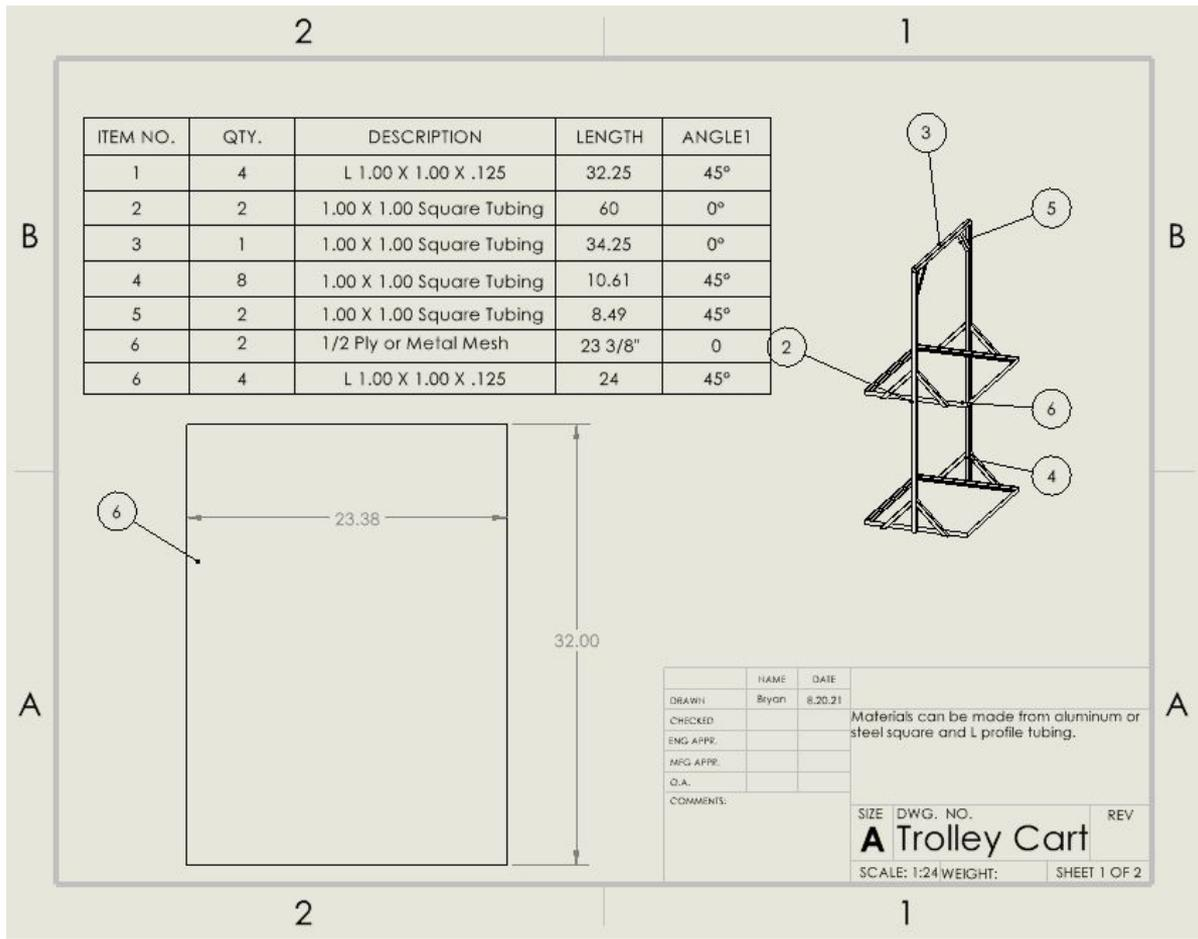 2 1
ITEM NO. QTY. DESCRIPTION LENGTH ANGLE1
1 4 L 1.00 X 1.00 X .125 32.25 45°
2 2 1.00 X 1.00 Square Tubing 60 0°
3 1 1.00 X 1.00 Square Tubing 34.25 0°
4 8 1.00 X 1.00 Square Tubing 10.61 45°
5 2 1.00 X 1.00 Square Tubing 8.49 45°
6 2 1/2 Ply or Metal Mesh 23 3/8" 0
6 4 L 1.00 X 1.00 X .125 24 45°
3
5
B B
2
6
4
6
23.38
32.00
A A
NAME DATE
DRAWN Bryan 8.20.21
CHECKED
ENG APPR.
MFG APPR.
Q.A.
COMMENTS:
Materials can be made from aluminum or
steel square and L profile tubing.
SIZE DWG. NO. REV
A Trolley Cart
SCALE: 1:24 WEIGHT: SHEET 1 OF 2
2 1